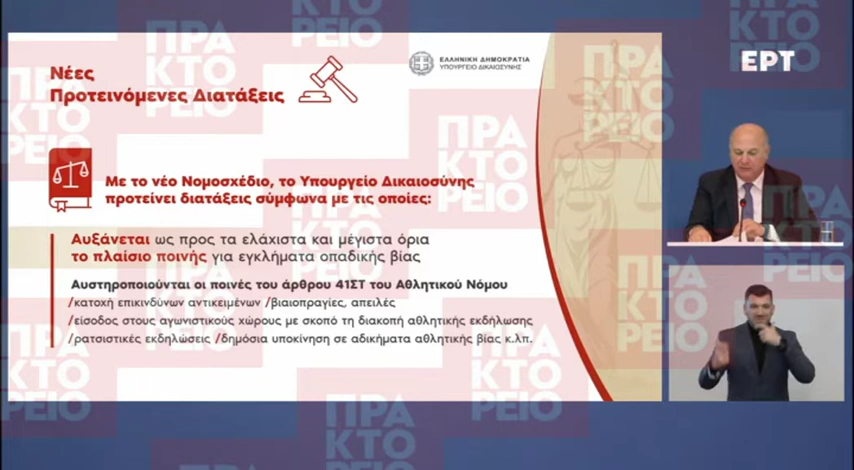 Νέες
Προτεινόμενες Διατάξεις
ΕΛΛΗΝΙΚΗ ΔΗΜΟΚΡΑΤΙΑ
ΥΠΟΥΡΓΕΙΟ ΔΙΚΑΙΟΣΥΝΗΣ
ΕΡΤ
Με το νέο Νομοσχέδιο, το Υπουργείο Δικαιοσύνης
προτείνει διατάξεις σύμφωνα με τις οποίες:
Αυξάνεται ως προς τα ελάχιστα και μέγιστα όρια
το πλαίσιο ποινής για εγκλήματα οπαδικής βίας
Αυστηροποιούνται οι ποινές του άρθρου 41ΣΤ του Αθλητικού Νόμου
/κατοχή επικινδύνων αντικειμένων /βιαιοπραγίες, απειλές
/είσοδος στους αγωνιστικούς χώρους με σκοπό τη διακοπή αθλητικής εκδήλωσης
/ρατσιστικές εκδηλώσεις /δημόσια υποκίνηση σε αδικήματα αθλητικής βίας κ.λπ.
ΠΡΑ
ΚΤΟ
ΡΕΙΟ